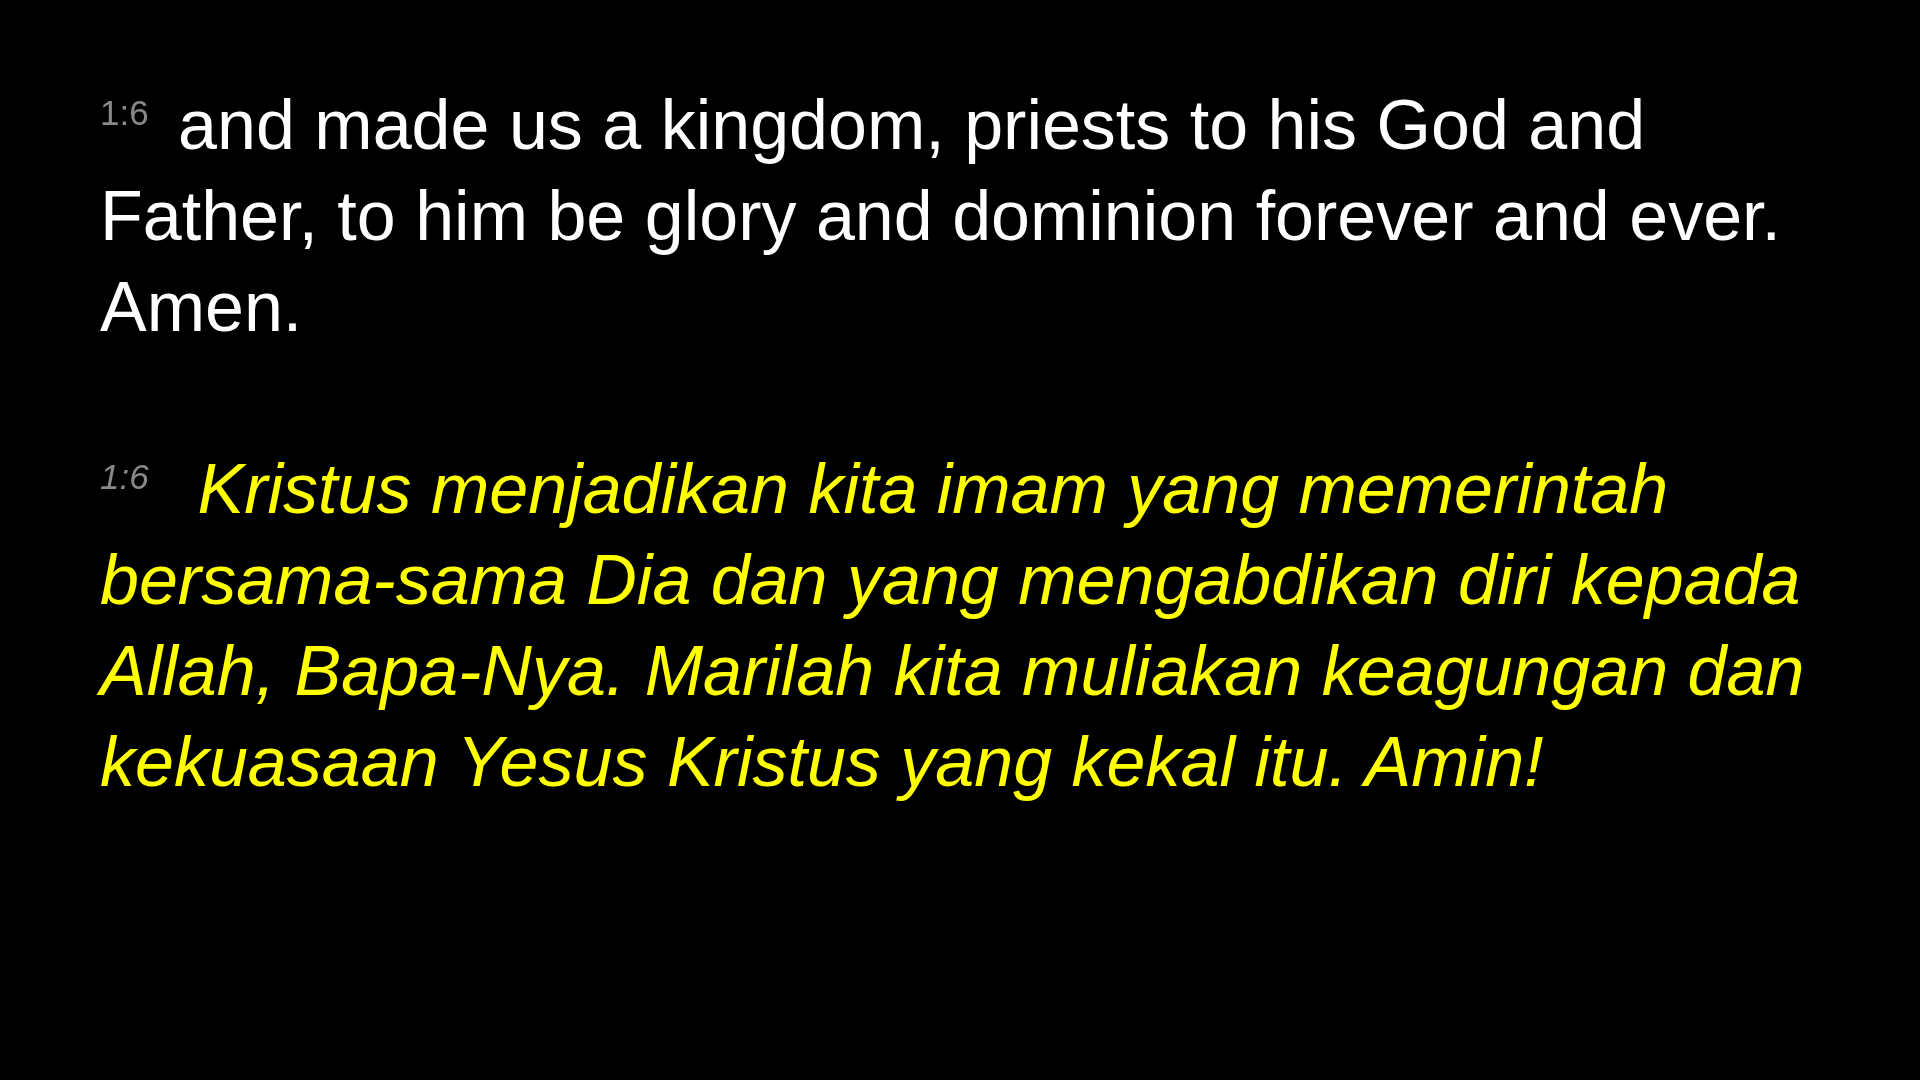 1:6 and made us a kingdom, priests to his God and
Father, to him be glory and dominion forever and ever.
Amen.
1:6 Kristus menjadikan kita imam yang memerintah
bersama-sama Dia dan yang mengabdikan diri kepada
Allah, Bapa-Nya. Marilah kita muliakan keagungan dan
kekuasaan Yesus Kristus yang kekal itu. Amin!